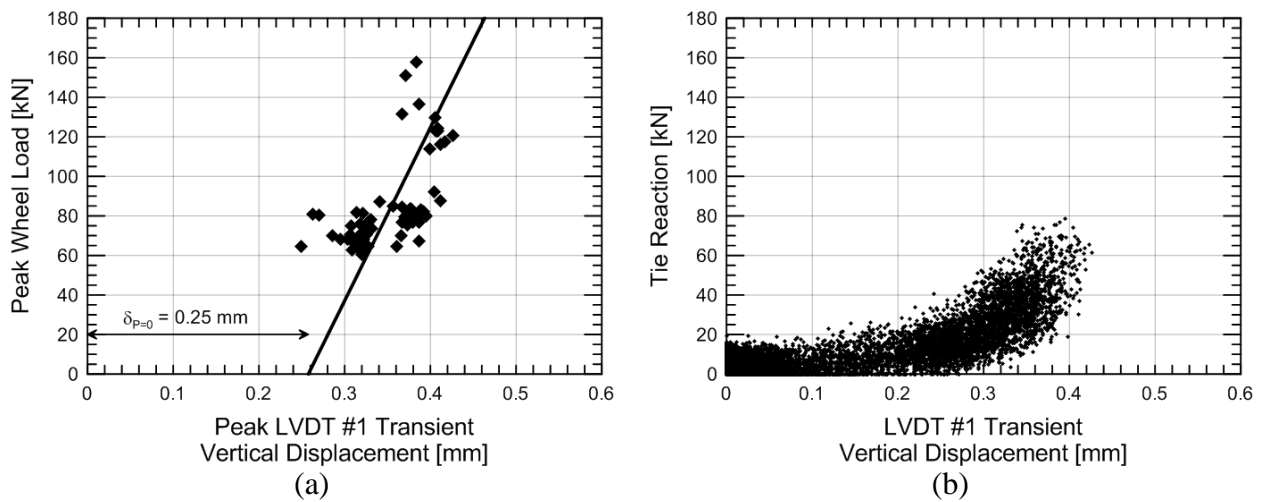 180
160
140
120
100
80
60
40
20
0
Peak Wheel Load [kN]
δP=0 = 0.25 mm
0 0.1 0.2 0.3 0.4 0.5 0.6
Peak LVDT #1 Transient
Vertical Displacement [mm]
(a)
180
160
140
120
100
80
60
40
20
0
Tie Reaction [kN]
0 0.1 0.2 0.3 0.4 0.5 0.6
LVDT #1 Transient
Vertical Displacement [mm]
(b)